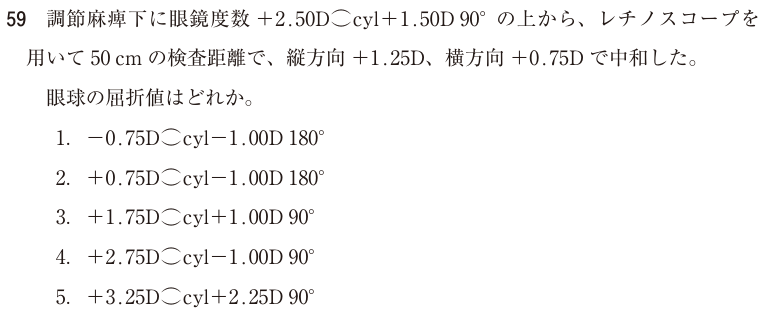 59 調節麻痺下に眼鏡度数 +2.50D⌒cyl+1.50D 90° の上から、レチノスコープを
用いて 50 cm の検査距離で、縦方向 +1.25D、横方向 +0.75D で中和した。
眼球の屈折値はどれか。
1. −0.75D⌒cyl−1.00D 180°
2. +0.75D⌒cyl−1.00D 180°
3. +1.75D⌒cyl+1.00D 90°
4. +2.75D⌒cyl−1.00D 90°
5. +3.25D⌒cyl+2.25D 90°